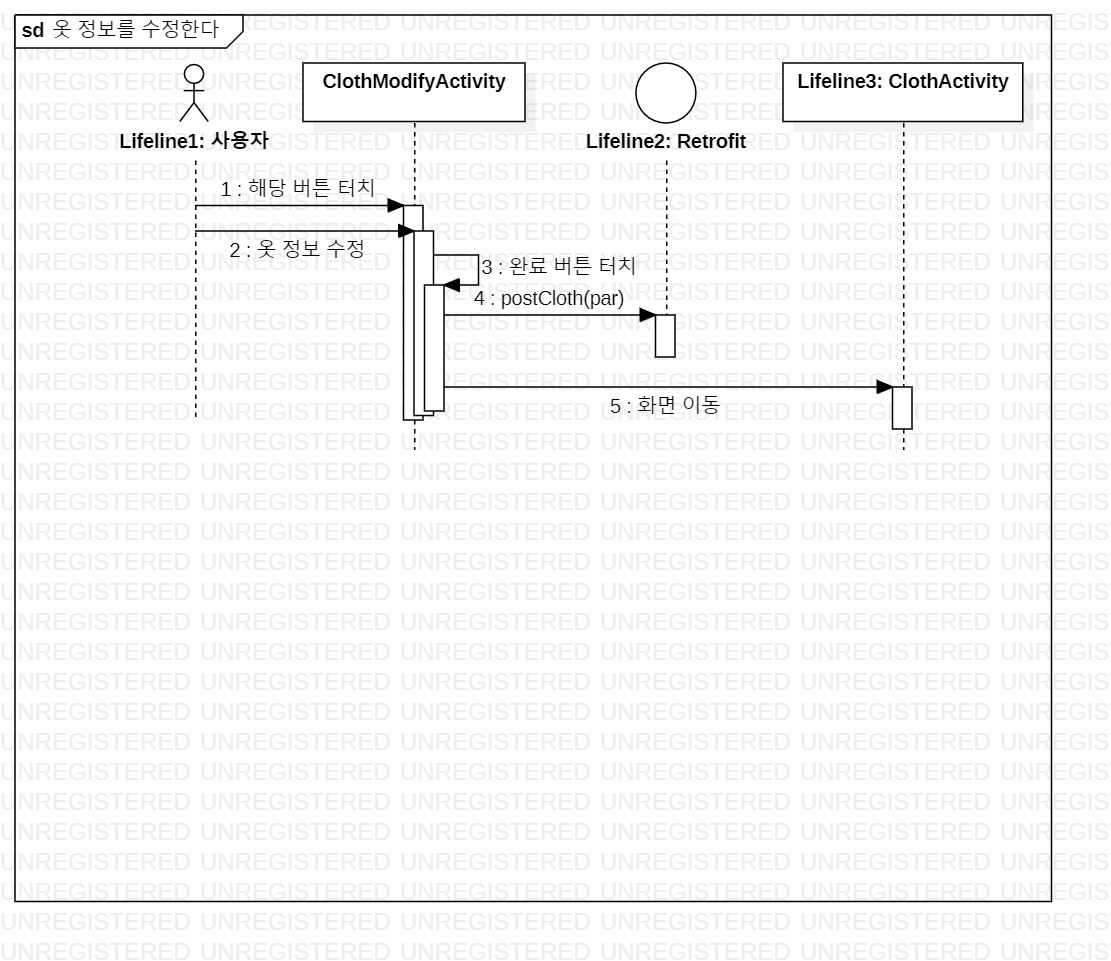 sd 옷 정보를 수정한다
ClothModifyActivity
Lifeline3: ClothActivity
Lifeline1: 사용자
Lifeline2: Retrofit
1 : 해당 버튼 터치
2 : 옷 정보 수정
3 : 완료 버튼 터치
4 : postCloth(par)
5 : 화면 이동
UNREGISTERED